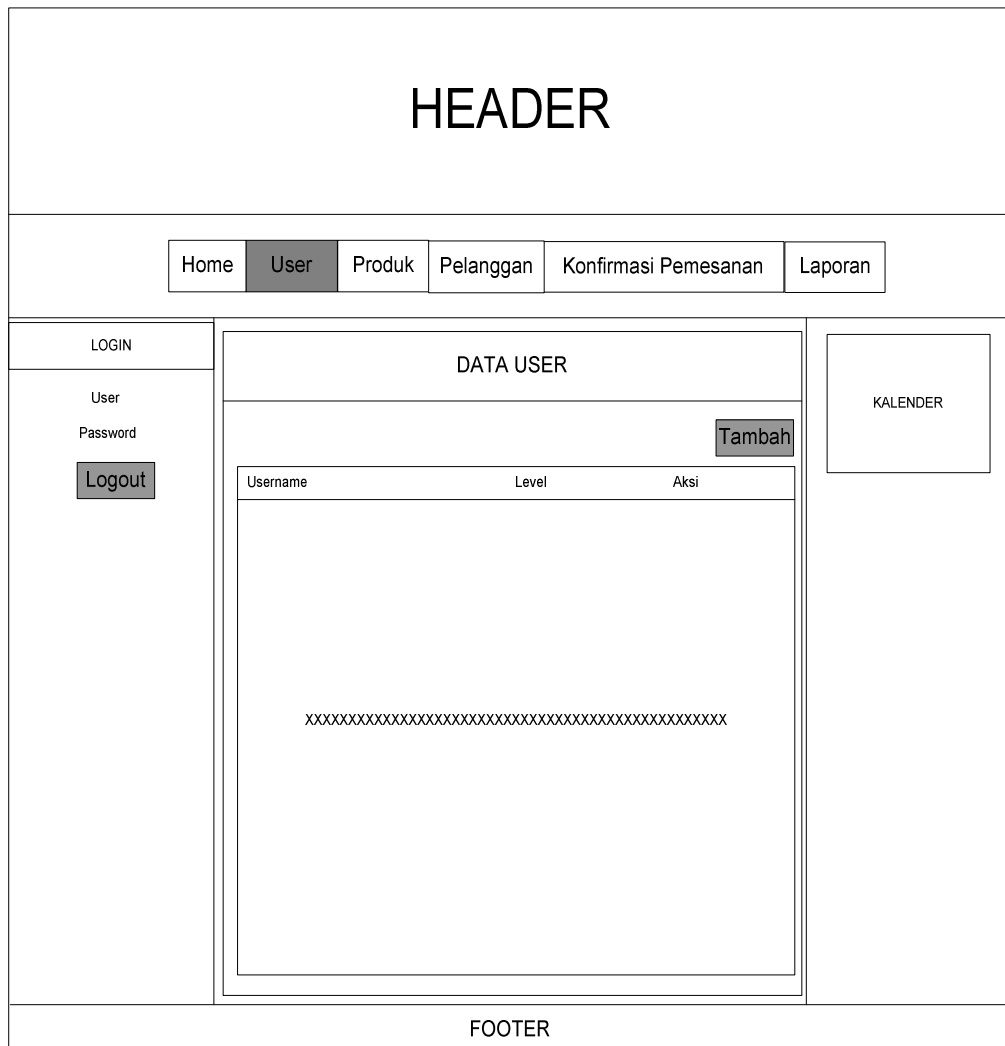 HEADER
Home User Produk Pelanggan Konfirmasi Pemesanan Laporan
LOGIN
User
Password
Logout
DATA USER
Tambah
Username Level Aksi
XXXXXXXXXXXXXXXXXXXXXXXXXXXXXXXXXXXXXXXXXXXXXXXXX
KALENDER
FOOTER